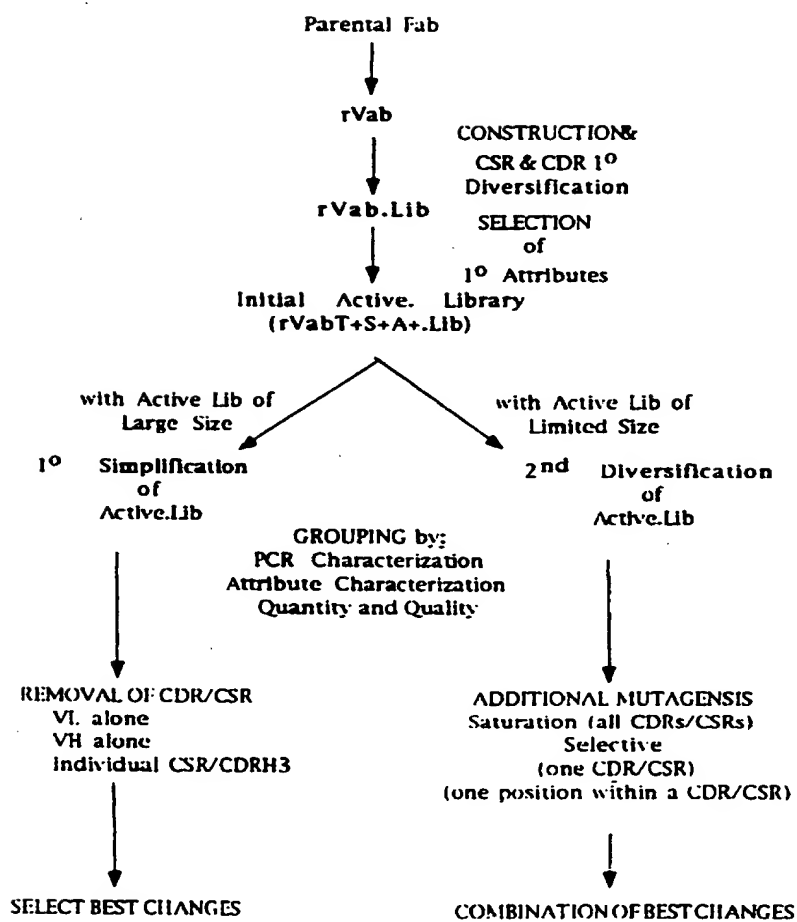 Parental Fab
rVab
CONSTRUCTION&
CSR & CDR 1º
Diversification
rVab.Lib
SELECTION
of
1º Attributes
Initial Active. Library
(rVabT+S+A+.Lib)
with Active Lib of
Large Size
with Active Lib of
Limited Size
1º Simplification
of
Active.Lib
2nd Diversification
of
Active.Lib
GROUPING by:
PCR Characterization
Attribute Characterization
Quantity and Quality
REMOVAL OF CDR/CSR
VL alone
VH alone
Individual CSR/CDRH3
ADDITIONAL MUTAGENSIS
Saturation (all CDRs/CSRs)
Selective
(one CDR/CSR)
(one position within a CDR/CSR)
SELECT BEST CHANGES
COMBINATION OF BEST CHANGES